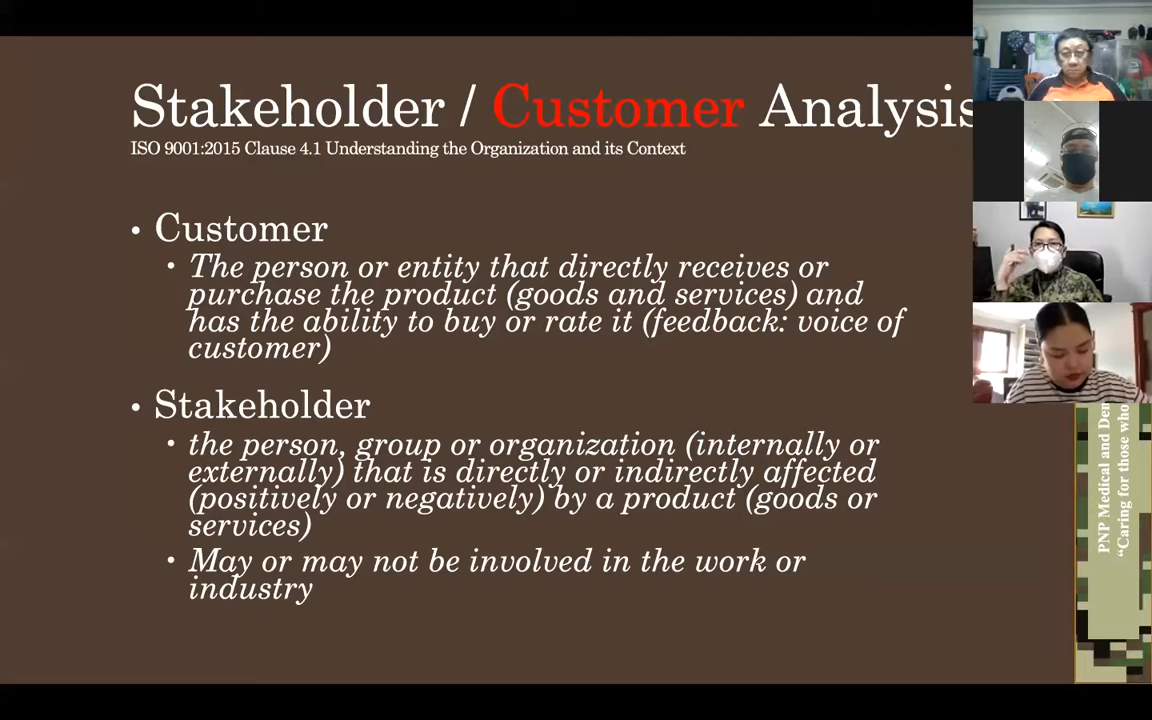 Stakeholder / Customer Analysis
ISO 9001:2015 Clause 4.1 Understanding the Organization and its Context
• Customer
• The person or entity that directly receives or
purchase the product (goods and services) and
has the ability to buy or rate it (feedback: voice of
customer)
• Stakeholder
• the person, group or organization (internally or
externally) that is directly or indirectly affected
(positively or negatively) by a product (goods or
services)
• May or may not be involved in the work or
industry
PNP Medical and Den
“Caring for those who